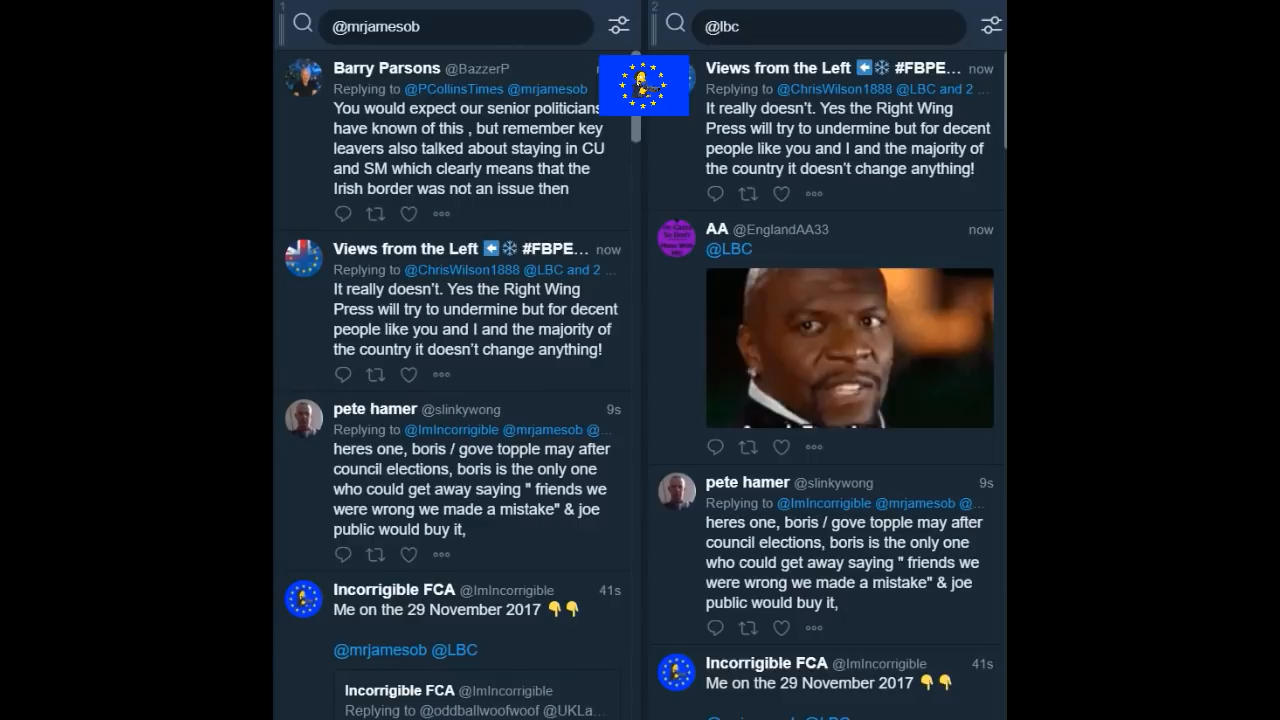 1
@mrjamesob
Barry Parsons @BazzerP
Replying to @PCollinsTimes @mrjamesob
You would expect our senior politicians
have known of this , but remember key
leavers also talked about staying in CU
and SM which clearly means that the
Irish border was not an issue then
Views from the Left ⬅️❄️ #FBPE… now
Replying to @ChrisWilson1888 @LBC and 2 ...
It really doesn't. Yes the Right Wing
Press will try to undermine but for decent
people like you and I and the majority of
the country it doesn't change anything!
pete hamer @slinkywong 9s
Replying to @ImIncorrigible @mrjamesob @…
heres one, boris / gove topple may after
council elections, boris is the only one
who could get away saying " friends we
were wrong we made a mistake" & joe
public would buy it,
Incorrigible FCA @ImIncorrigible 41s
Me on the 29 November 2017 👇👇
@mrjamesob @LBC
Incorrigible FCA @ImIncorrigible
Replying to @oddballwoofwoof @UKLa…
2
@lbc
Views from the Left ⬅️❄️ #FBPE… now
Replying to @ChrisWilson1888 @LBC and 2 ...
It really doesn't. Yes the Right Wing
Press will try to undermine but for decent
people like you and I and the majority of
the country it doesn't change anything!
AA @EnglandAA33 now
@LBC
pete hamer @slinkywong 9s
Replying to @ImIncorrigible @mrjamesob @…
heres one, boris / gove topple may after
council elections, boris is the only one
who could get away saying " friends we
were wrong we made a mistake" & joe
public would buy it,
Incorrigible FCA @ImIncorrigible 41s
Me on the 29 November 2017 👇👇
@mrjamesob @LBC